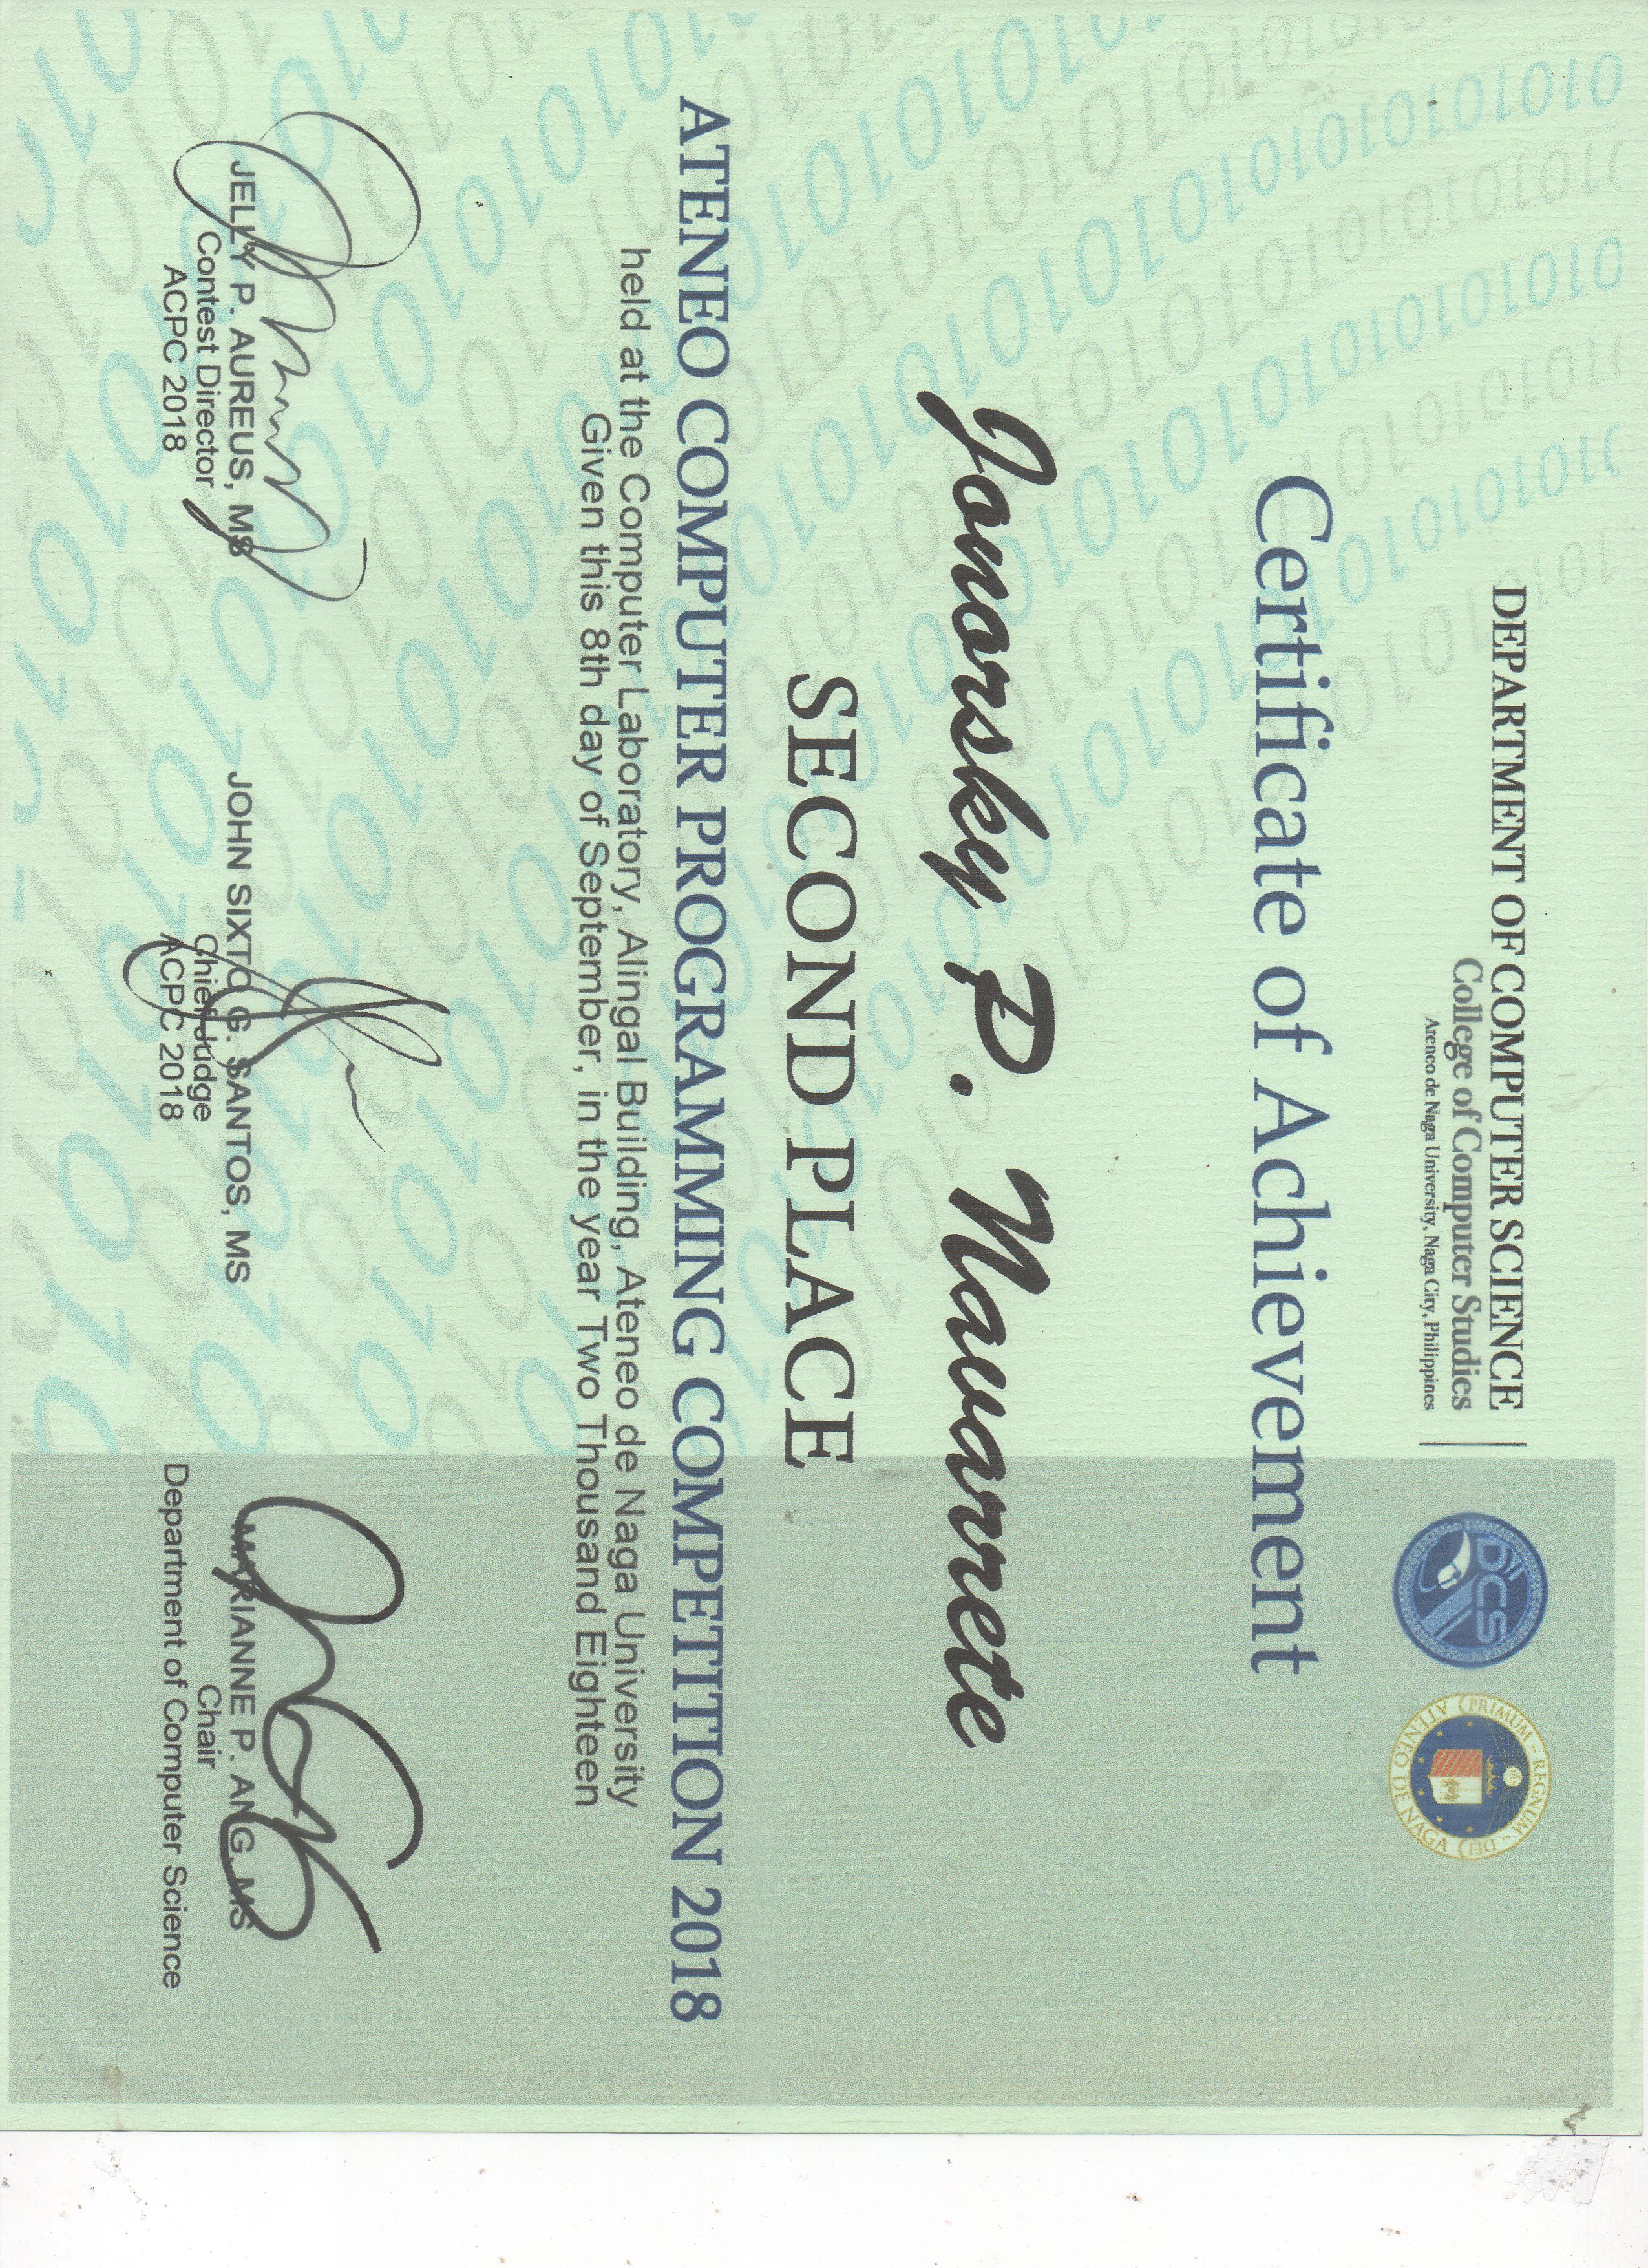 DEPARTMENT OF COMPUTER SCIENCE
College of Computer Studies
Ateneo de Naga University, Naga City, Philippines
DCS
PRIMUM ~ REGNUM ~ DEI
ATENEO DE NAGA
Certificate of Achievement
Jonorsky P. Navarrete
SECOND PLACE
ATENEO COMPUTER PROGRAMMING COMPETITION 2018
held at the Computer Laboratory, Alingal Building, Ateneo de Naga University
Given this 8th day of September, in the year Two Thousand Eighteen
JELLY P. AUREUS, MS
Contest Director
ACPC 2018
JOHN SIXTO G. SANTOS, MS
Chief Judge
ACPC 2018
MARIANNE P. ANG, MS
Chair
Department of Computer Science